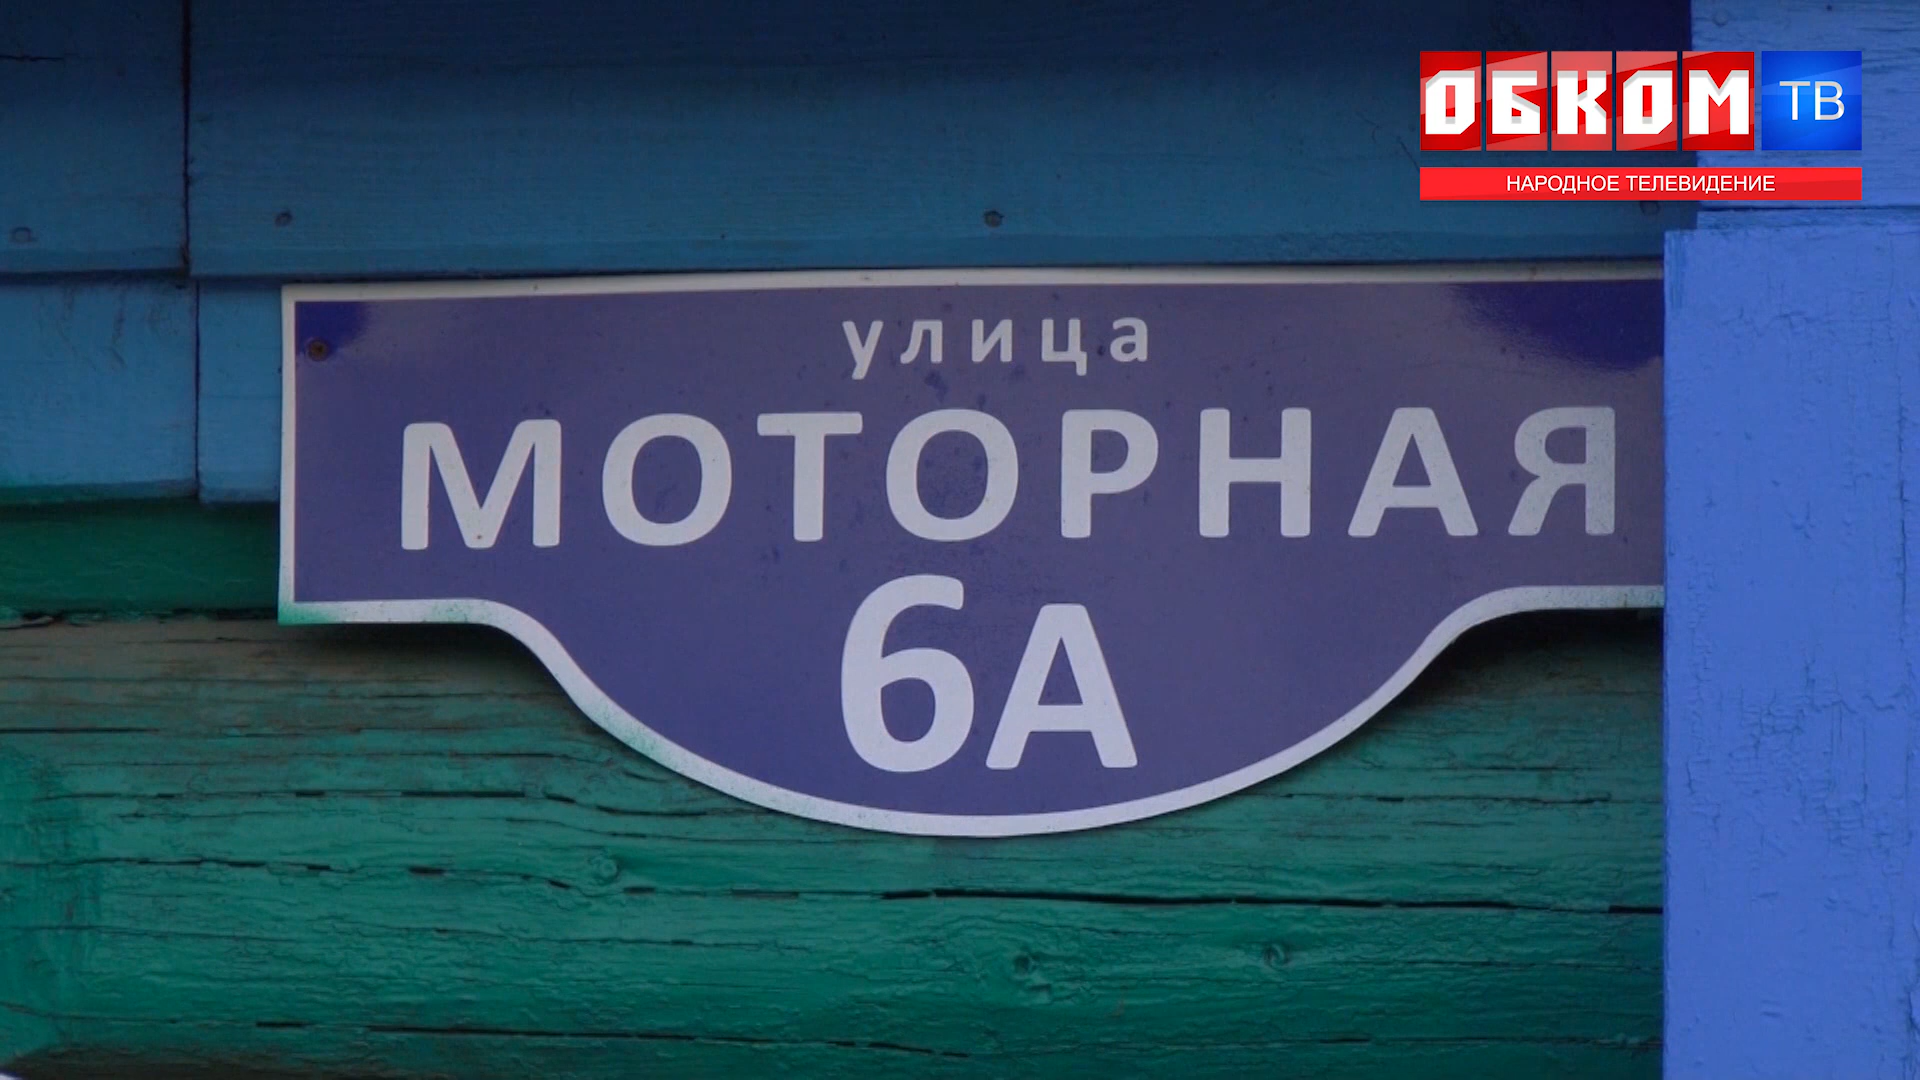 ОБКОМ ТВ
НАРОДНОЕ ТЕЛЕВИДЕНИЕ
улица
МОТОРНАЯ
6А